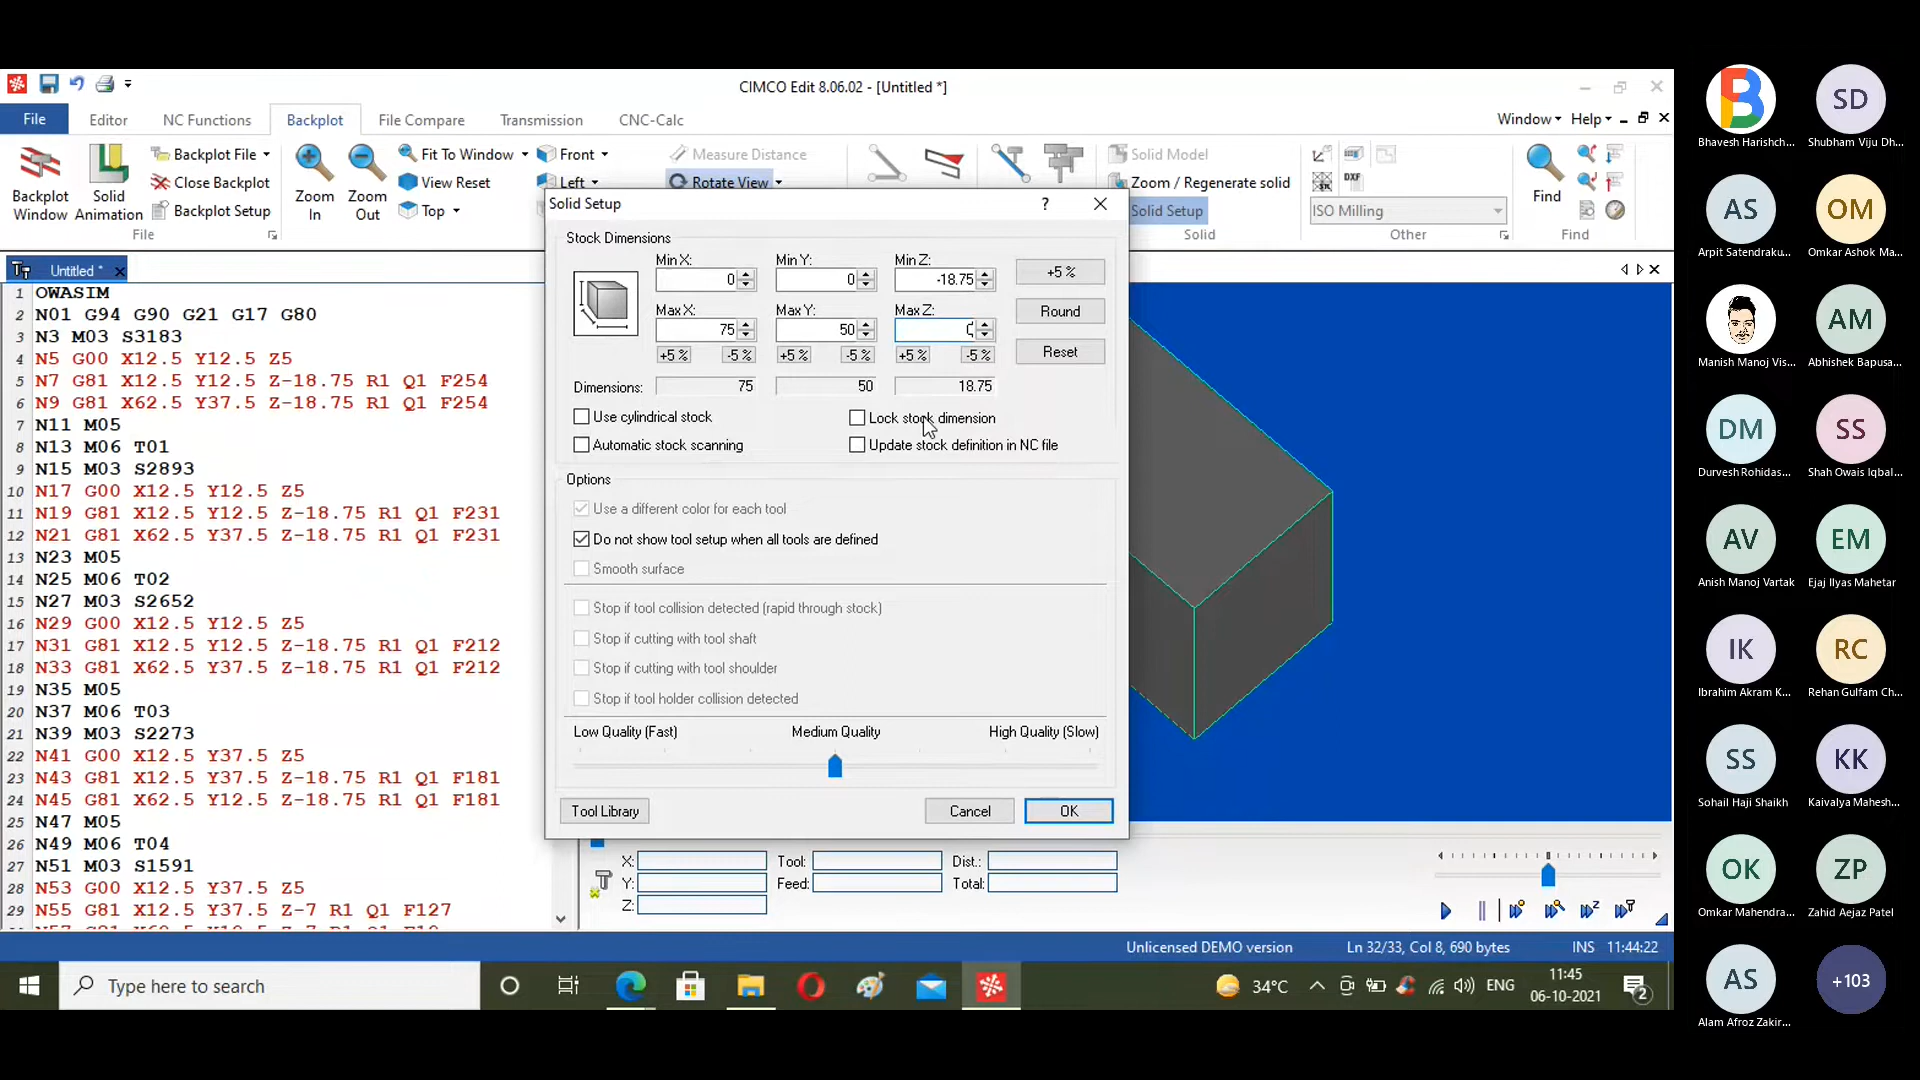 CIMCO Edit 8.06.02 - [Untitled *]
File
Editor
NC Functions
Backplot
File Compare
Transmission
CNC-Calc
Window
Help
Backplot Window
Solid Animation
Backplot File
Close Backplot
Backplot Setup
File
Zoom In
Zoom Out
Fit To Window
View Reset
Top
Front
Left
Measure Distance
Rotate View
Solid Model
Zoom / Regenerate solid
Solid Setup
Solid
DXF
ISO Milling
Other
Find
Find
Untitled *
1 OWASIM
2 N01 G94 G90 G21 G17 G80
3 N3 M03 S3183
4 N5 G00 X12.5 Y12.5 Z5
5 N7 G81 X12.5 Y12.5 Z-18.75 R1 Q1 F254
6 N9 G81 X62.5 Y37.5 Z-18.75 R1 Q1 F254
7 N11 M05
8 N13 M06 T01
9 N15 M03 S2893
10 N17 G00 X12.5 Y12.5 Z5
11 N19 G81 X12.5 Y12.5 Z-18.75 R1 Q1 F231
12 N21 G81 X62.5 Y37.5 Z-18.75 R1 Q1 F231
13 N23 M05
14 N25 M06 T02
15 N27 M03 S2652
16 N29 G00 X12.5 Y12.5 Z5
17 N31 G81 X12.5 Y12.5 Z-18.75 R1 Q1 F212
18 N33 G81 X62.5 Y37.5 Z-18.75 R1 Q1 F212
19 N35 M05
20 N37 M06 T03
21 N39 M03 S2273
22 N41 G00 X12.5 Y37.5 Z5
23 N43 G81 X12.5 Y37.5 Z-18.75 R1 Q1 F181
24 N45 G81 X62.5 Y12.5 Z-18.75 R1 Q1 F181
25 N47 M05
26 N49 M06 T04
27 N51 M03 S1591
28 N53 G00 X12.5 Y37.5 Z5
29 N55 G81 X12.5 Y37.5 Z-7 R1 Q1 F127
Solid Setup
?
Stock Dimensions
Min X: Min Y: Min Z:
0 0 -18.75 +5 %
Max X: Max Y: Max Z: Round
75 50 0
+5 % -5 % +5 % -5 % +5 % -5 % Reset
Dimensions: 75 50 18.75
Use cylindrical stock
Lock stock dimension
Automatic stock scanning
Update stock definition in NC file
Options
Use a different color for each tool
Do not show tool setup when all tools are defined
Smooth surface
Stop if tool collision detected (rapid through stock)
Stop if cutting with tool shaft
Stop if cutting with tool shoulder
Stop if tool holder collision detected
Low Quality (Fast) Medium Quality High Quality (Slow)
Tool Library Cancel OK
X: Tool: Dist.:
Y: Feed: Total:
Z:
Unlicensed DEMO version Ln 32/33, Col 8, 690 bytes INS 11:44:22
Type here to search
34°C
ENG
11:45
06-10-2021
2
B
Bhavesh Harishch...
SD
Shubham Viju Dh...
AS
Arpit Satendraku...
OM
Omkar Ashok Ma...
Manish Manoj Vis...
AM
Abhishek Bapusa...
DM
Durvesh Rohidas...
SS
Shah Owais Iqbal...
AV
Anish Manoj Vartak
EM
Ejaj Ilyas Mahetar
IK
Ibrahim Akram K...
RC
Rehan Gulfam Ch...
SS
Sohail Haji Shaikh
KK
Kaivalya Mahesh...
OK
Omkar Mahendra...
ZP
Zahid Aejaz Patel
AS
Alam Afroz Zakir...
+103